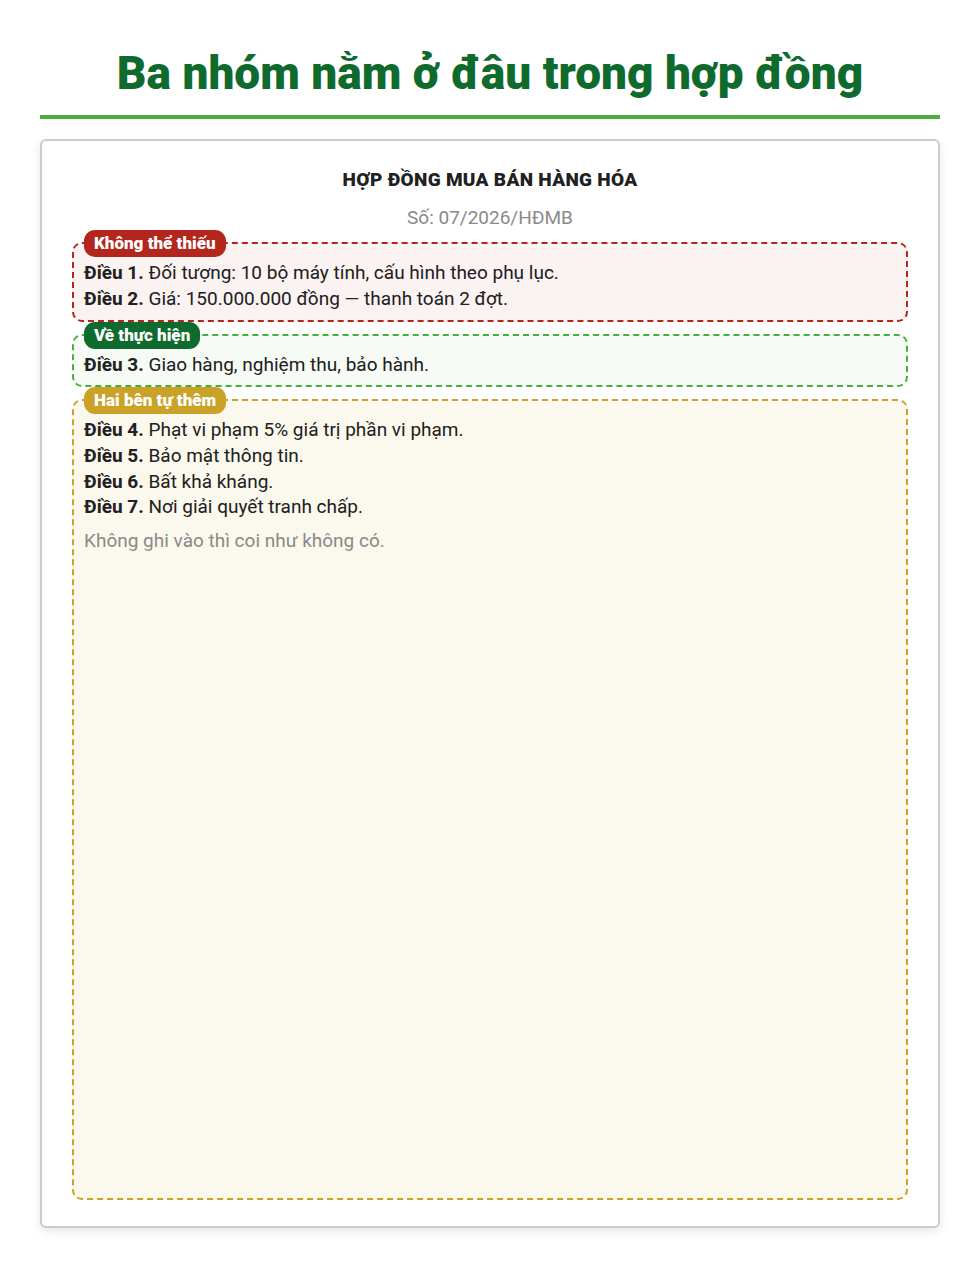 Ba nhóm nằm ở đâu trong hợp đồng
HỢP ĐỒNG MUA BÁN HÀNG HÓA
Số: 07/2026/HĐMB
Không thể thiếu
Điều 1. Đối tượng: 10 bộ máy tính, cấu hình theo phụ lục.
Điều 2. Giá: 150.000.000 đồng — thanh toán 2 đợt.
Về thực hiện
Điều 3. Giao hàng, nghiệm thu, bảo hành.
Hai bên tự thêm
Điều 4. Phạt vi phạm 5% giá trị phần vi phạm.
Điều 5. Bảo mật thông tin.
Điều 6. Bất khả kháng.
Điều 7. Nơi giải quyết tranh chấp.
Không ghi vào thì coi như không có.